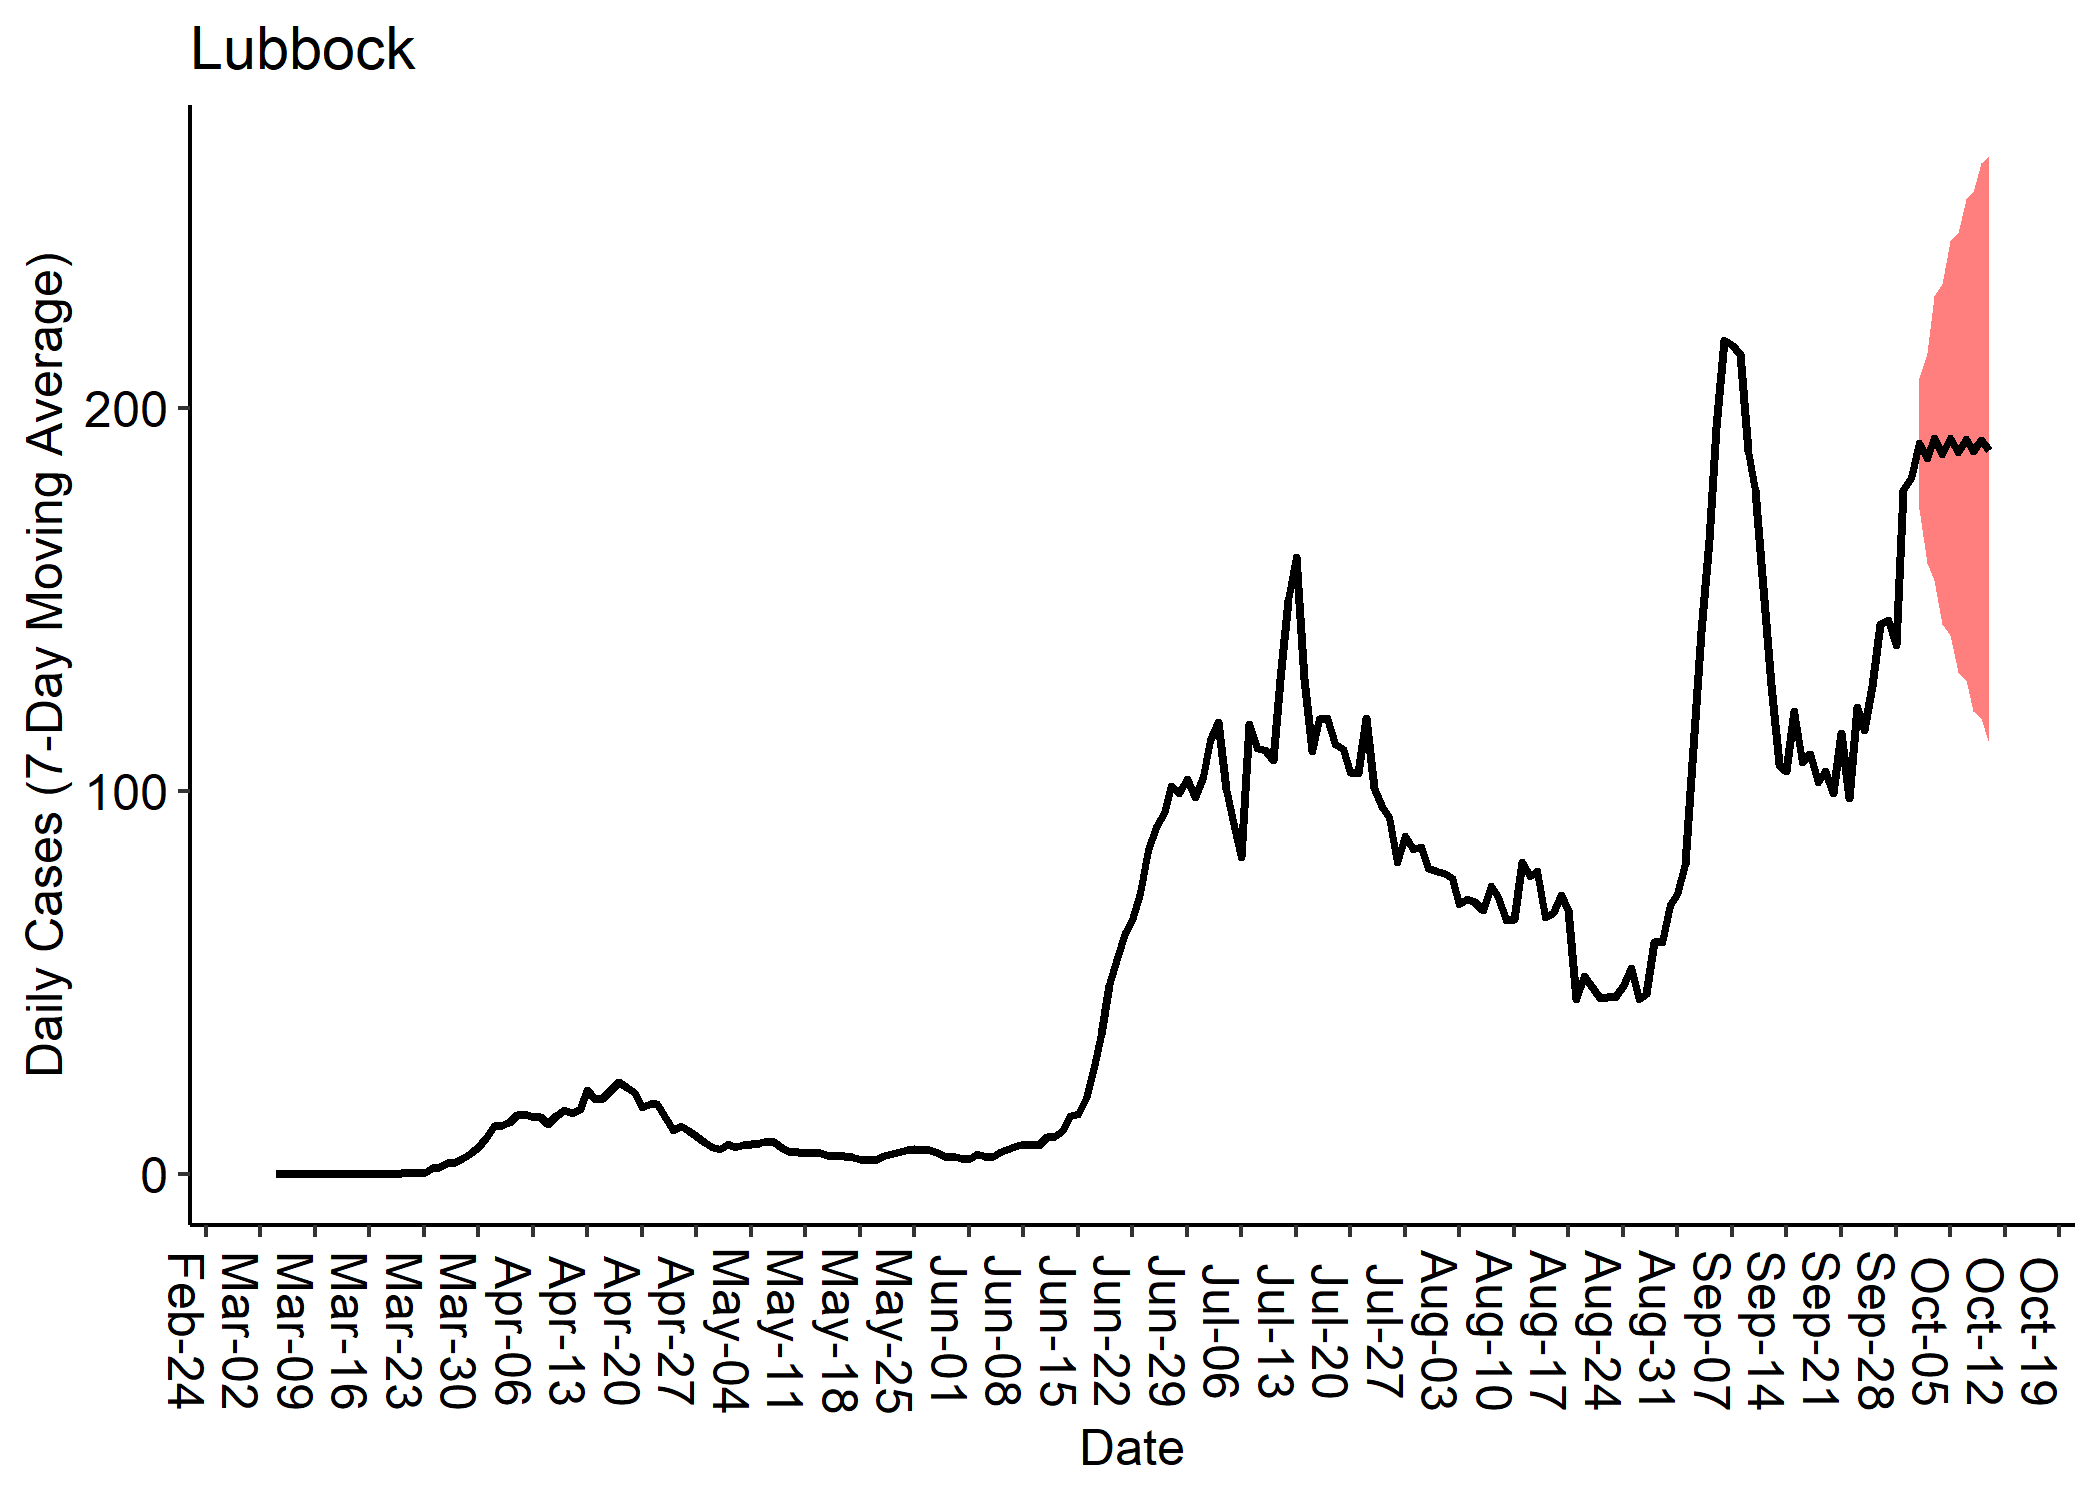 Lubbock
Daily Cases (7-Day Moving Average)
200
100
0
Feb-24
Mar-02
Mar-09
Mar-16
Mar-23
Mar-30
Apr-06
Apr-13
Apr-20
Apr-27
May-04
May-11
May-18
May-25
Jun-01
Jun-08
Jun-15
Jun-22
Jun-29
Jul-06
Jul-13
Jul-20
Jul-27
Aug-03
Aug-10
Aug-17
Aug-24
Aug-31
Sep-07
Sep-14
Sep-21
Sep-28
Oct-05
Oct-12
Oct-19
Date